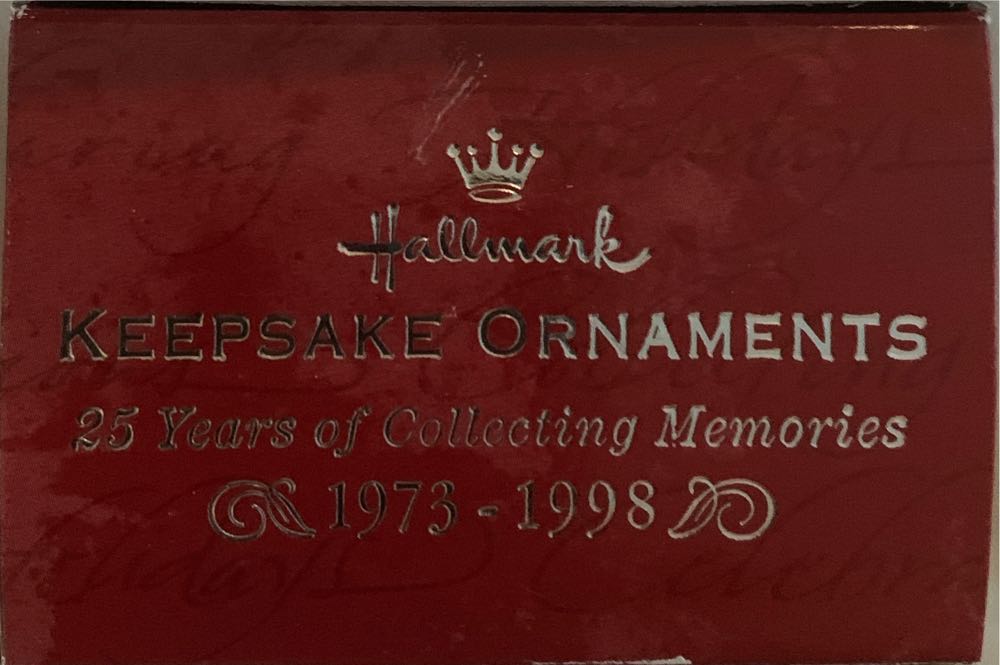 Hallmark
KEEPSAKE ORNAMENTS
25 Years of Collecting Memories
1973 - 1998